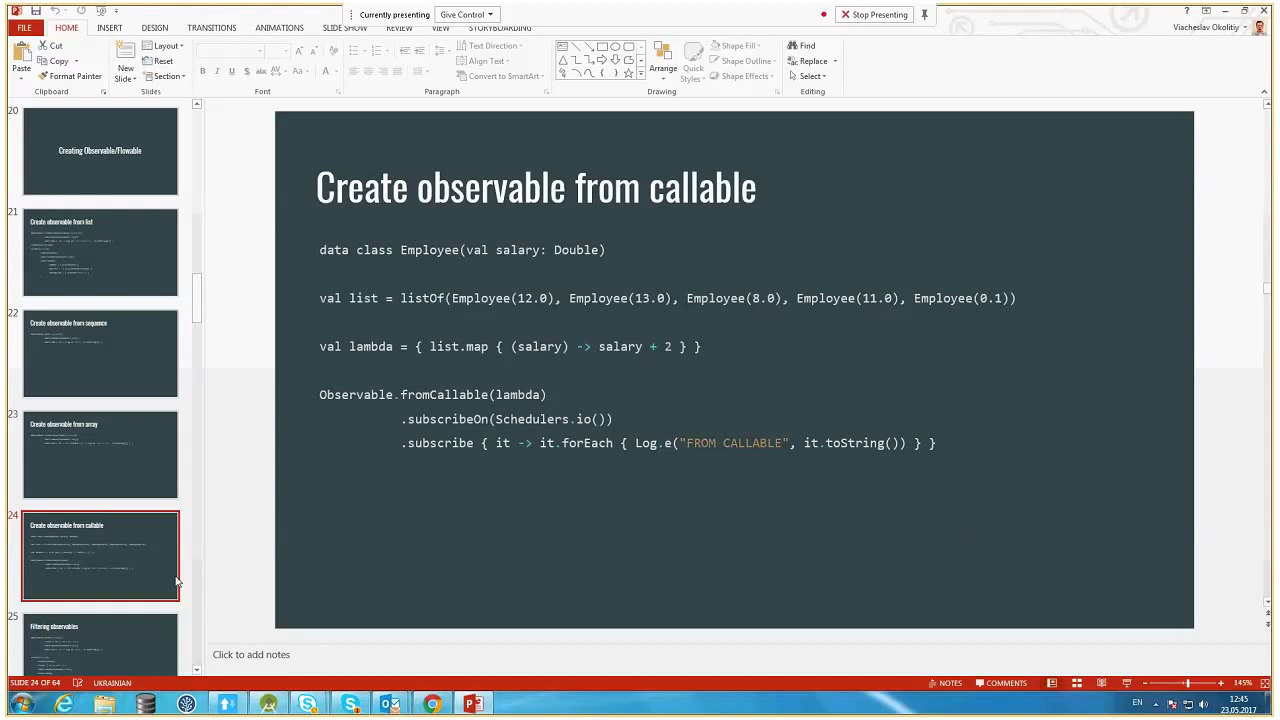 Currently presenting
Give Control
Stop Presenting
FILE
HOME
INSERT
DESIGN
TRANSITIONS
ANIMATIONS
SLIDE SHOW
REVIEW
VIEW
STORYBOARDING
Viacheslav Okolitiy
Paste
Cut
Copy
Format Painter
Clipboard
New
Slide
Layout
Reset
Section
Slides
Font
Text Direction
Align Text
Convert to SmartArt
Paragraph
Arrange
Quick
Styles
Shape Fill
Shape Outline
Shape Effects
Drawing
Find
Replace
Select
Editing
20
Creating Observable/Flowable
21
Create observable from list
22
Create observable from sequence
23
Create observable from array
24
Create observable from callable
25
Filtering observables
Create observable from callable
data class Employee( salary: Double)
val list = listOf(Employee(12.0), Employee(13.0), Employee(8.0), Employee(11.0), Employee(0.1))
val lambda = { list.map (salary) -> salary + 2 } }
Observable.fromCallable(lambda)
.subscribeOn(Schedulers.io())
.subscribe { -> it.forEach { Log.e("FROM CALLABLE", it.toString()) } }
Click to add notes
SLIDE 24 OF 64
UKRAINIAN
NOTES
COMMENTS
145%
EN
12:45
23.05.2017